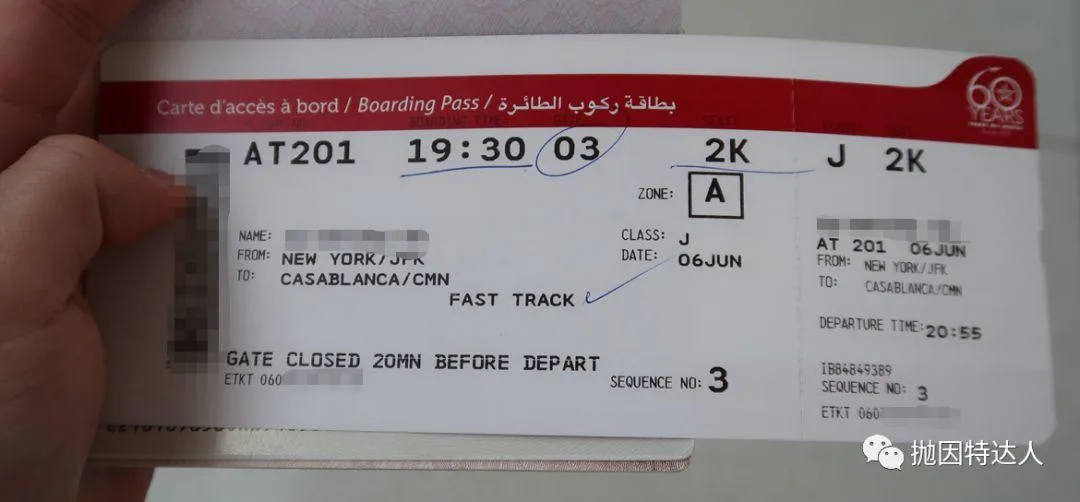 Carte d'accès à bord / Boarding Pass / بطاقة ركوب الطائرة
60 YEARS
BOARDING TIME
AT201 19:30 03 2K J 2K
ZONE: A
NAME:
FROM: NEW YORK/JFK
TO: CASABLANCA/CMN
CLASS: J
DATE: 06JUN
FAST TRACK
GATE CLOSED 20MN BEFORE DEPART
ETKT 060
SEQUENCE NO: 3
AT 201 06JUN
FROM: NEW YORK/JFK
TO: CASABLANCA/CMN
DEPARTURE TIME: 20:55
IB84849389
SEQUENCE NO: 3
ETKT 060
抛因特达人